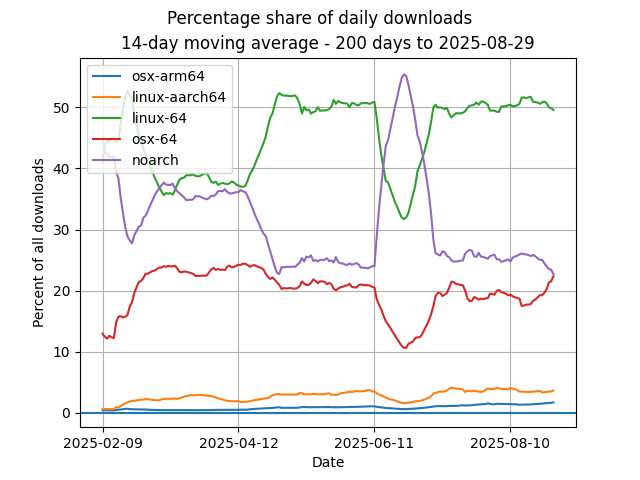 Percentage share of daily downloads
14-day moving average - 200 days to 2025-08-29
osx-arm64
linux-aarch64
linux-64
osx-64
noarch
Percent of all downloads
50
40
30
20
10
0
2025-02-09
2025-04-12
2025-06-11
2025-08-10
Date